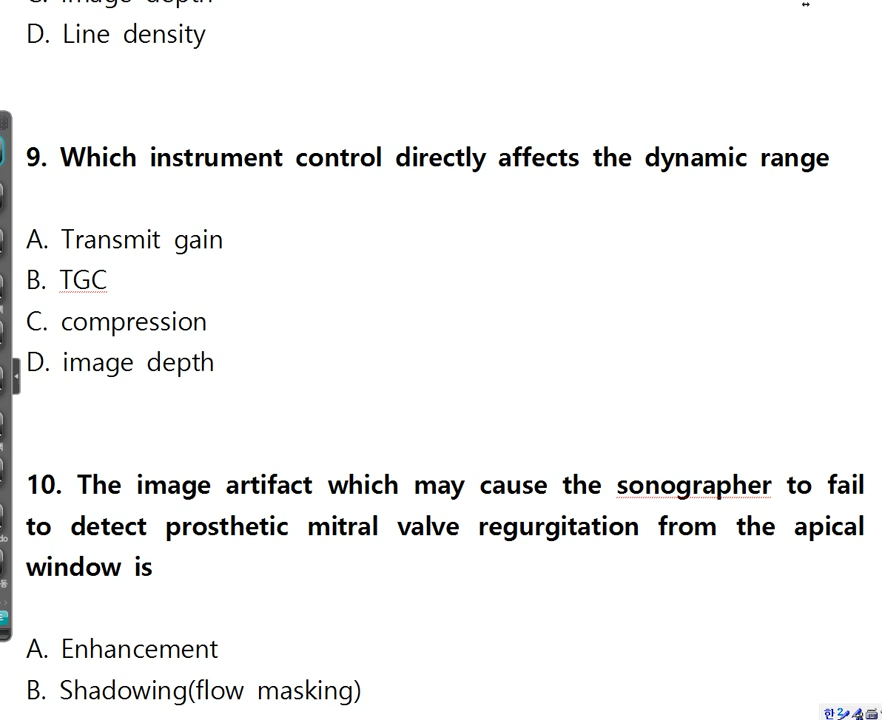 D. Line density
9. Which instrument control directly affects the dynamic range
A. Transmit gain
B. TGC
C. compression
D. image depth
10. The image artifact which may cause the sonographer to fail
to detect prosthetic mitral valve regurgitation from the apical
window is
A. Enhancement
B. Shadowing(flow masking)
한